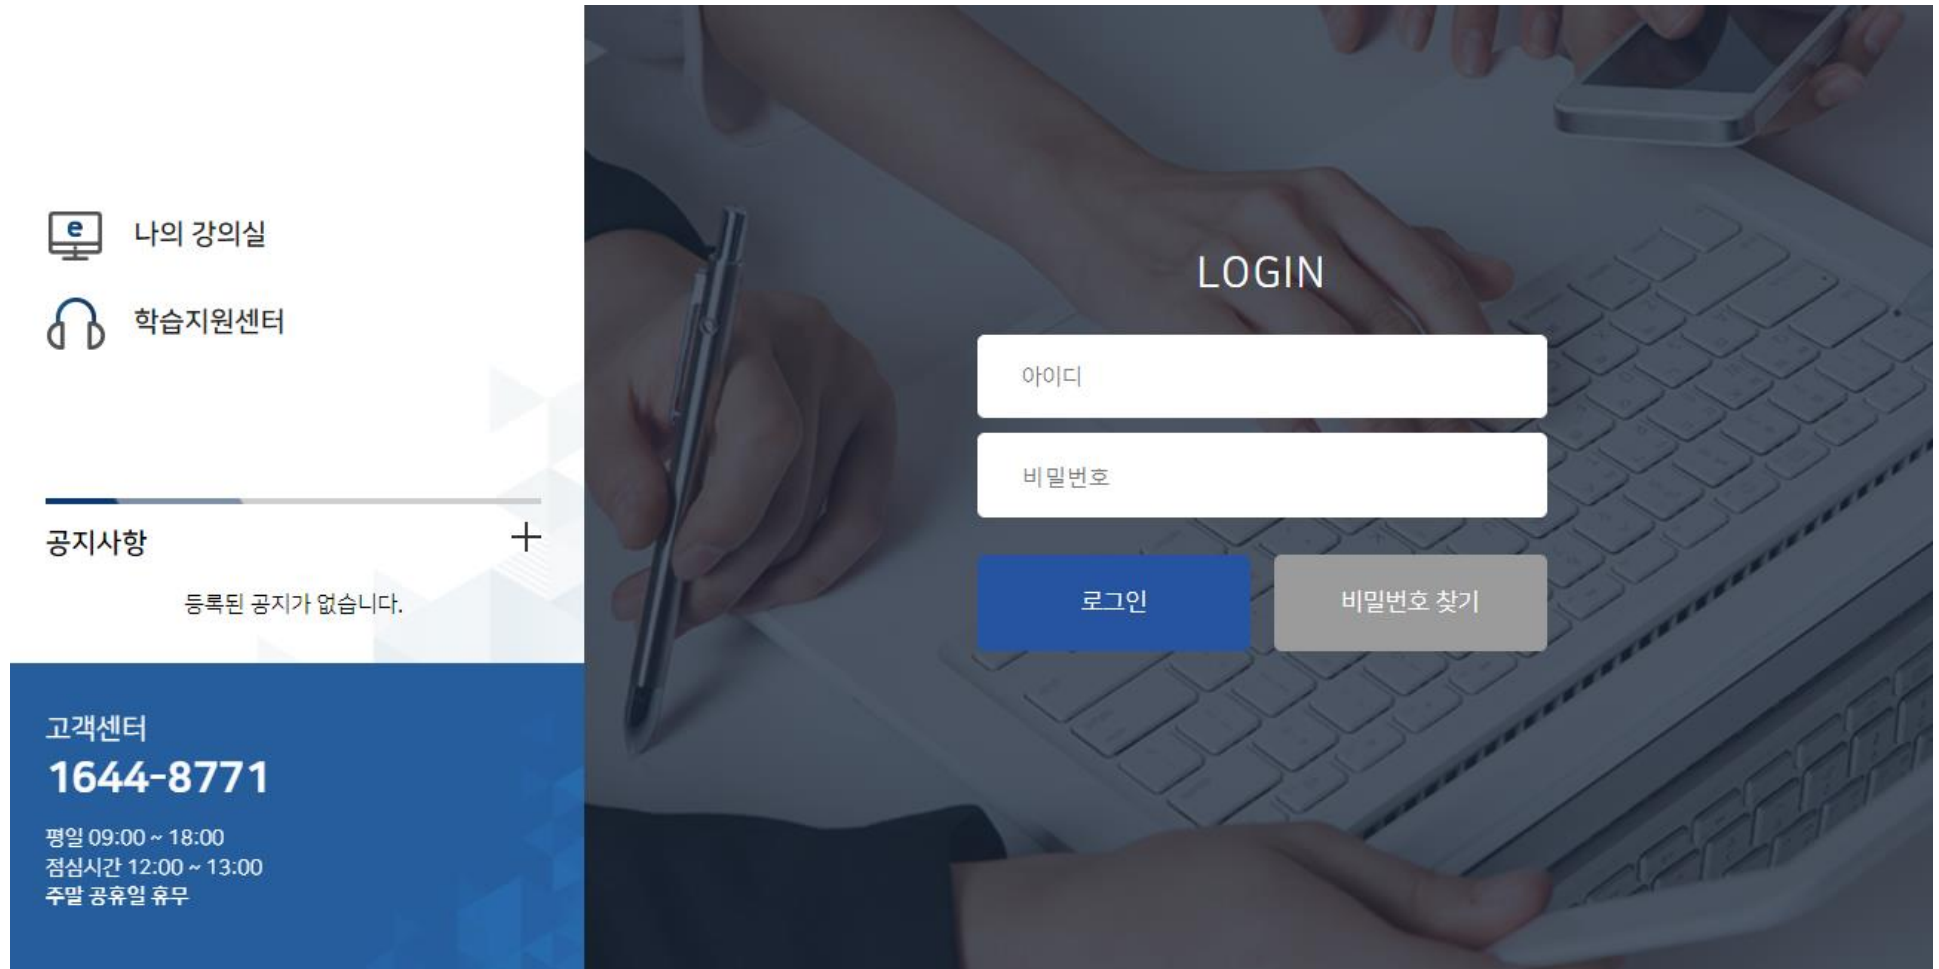 e
나의 강의실
학습지원센터
공지사항
등록된 공지가 없습니다.
고객센터
1644-8771
평일 09:00 ~ 18:00
점심시간 12:00 ~ 13:00
주말 공휴일 휴무
LOGIN
아이디
비밀번호
로그인
비밀번호 찾기